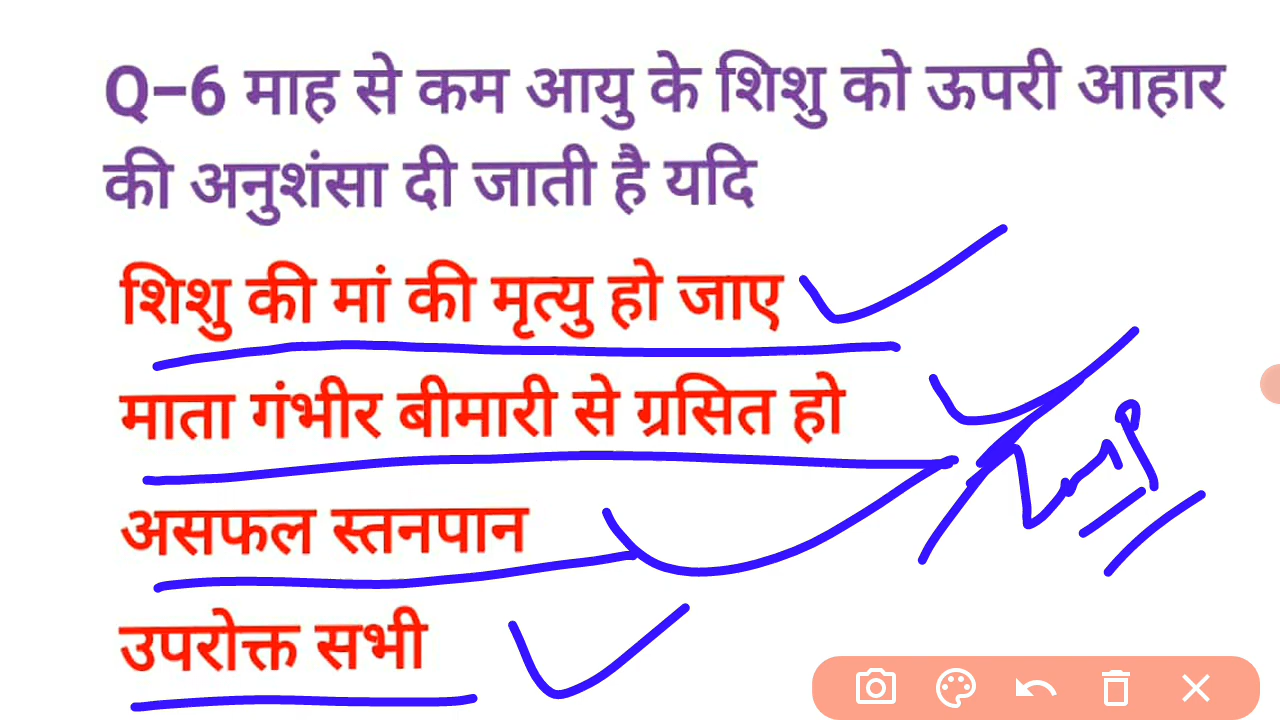 Q–6 माह से कम आयु के शिशु को ऊपरी आहार
की अनुशंसा दी जाती है यदि
शिशु की मां की मृत्यु हो जाए
माता गंभीर बीमारी से ग्रसित हो
असफल स्तनपान
उपरोक्त सभी